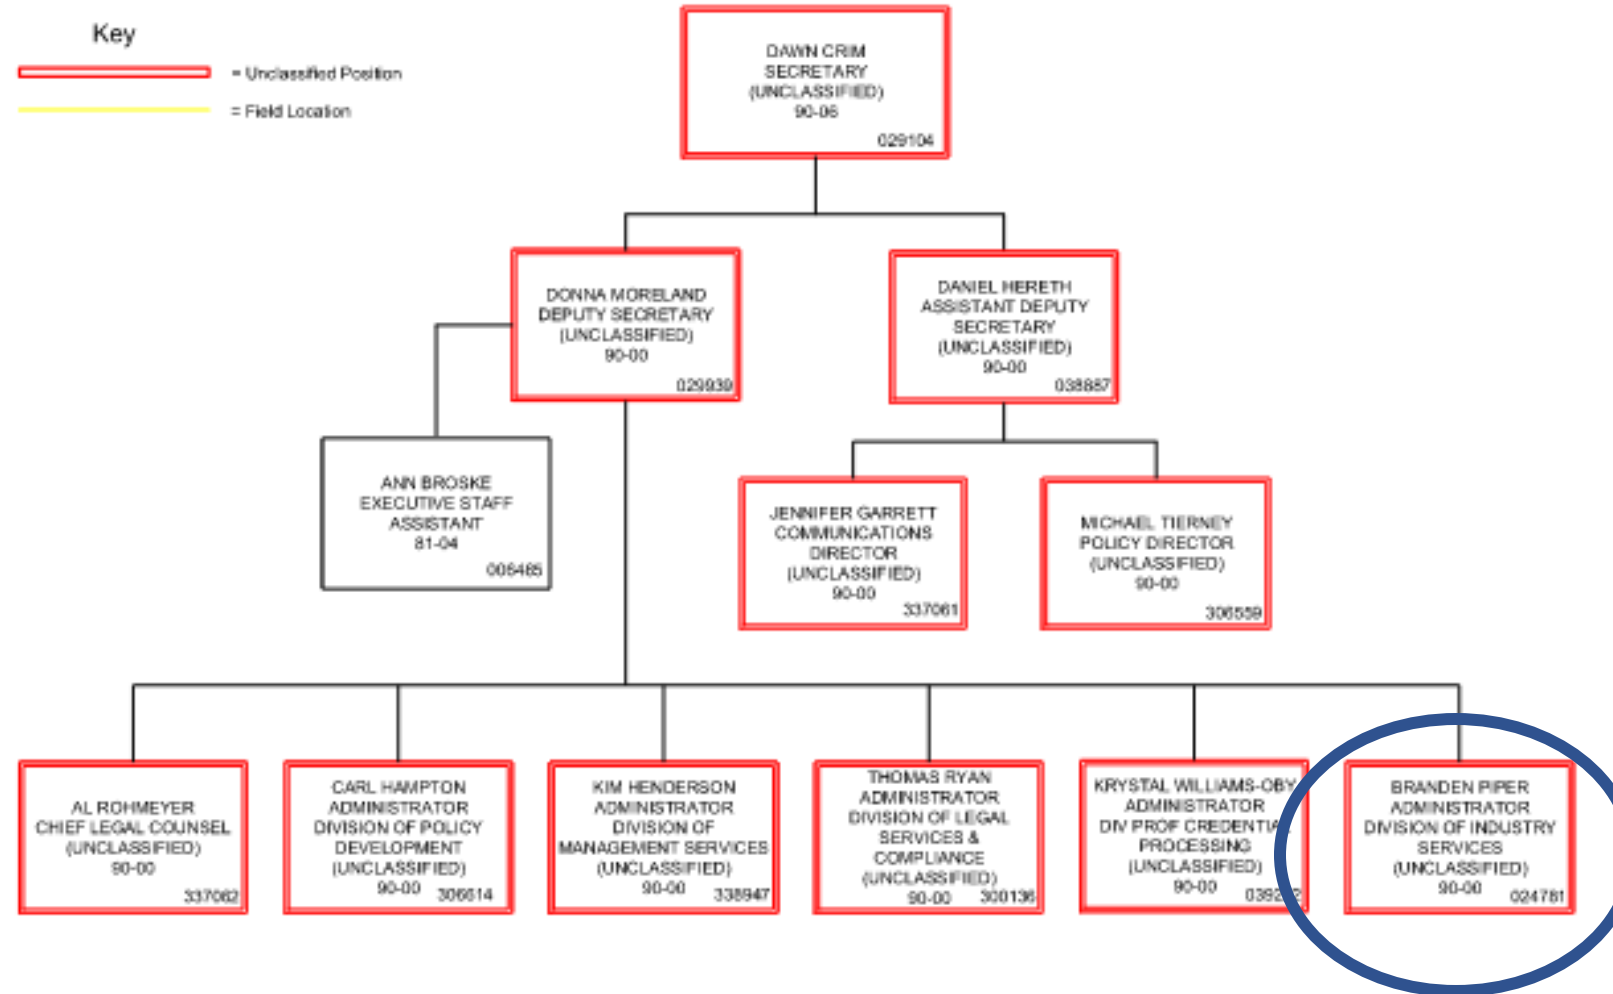 Key
= Unclassified Position
= Field Location
DAWN CRIM
SECRETARY
(UNCLASSIFIED)
90-06
029104
DONNA MORELAND
DEPUTY SECRETARY
(UNCLASSIFIED)
90-00
029939
DANIEL HERETH
ASSISTANT DEPUTY
SECRETARY
(UNCLASSIFIED)
90-00
038887
ANN BROSKE
EXECUTIVE STAFF
ASSISTANT
81-04
006485
JENNIFER GARRETT
COMMUNICATIONS
DIRECTOR
(UNCLASSIFIED)
90-00
337061
MICHAEL TIERNEY
POLICY DIRECTOR
(UNCLASSIFIED)
90-00
306559
AL ROHMEYER
CHIEF LEGAL COUNSEL
(UNCLASSIFIED)
90-00
337062
CARL HAMPTON
ADMINISTRATOR
DIVISION OF POLICY
DEVELOPMENT
(UNCLASSIFIED)
90-00 306614
KIM HENDERSON
ADMINISTRATOR
DIVISION OF
MANAGEMENT SERVICES
(UNCLASSIFIED)
90-00 338947
THOMAS RYAN
ADMINISTRATOR
DIVISION OF LEGAL
SERVICES &
COMPLIANCE
(UNCLASSIFIED)
90-00 300136
KRYSTAL WILLIAMS-OBY
ADMINISTRATOR
DIV PROF CREDENTIAL
PROCESSING
(UNCLASSIFIED)
90-00
BRANDEN PIPER
ADMINISTRATOR
DIVISION OF INDUSTRY
SERVICES
(UNCLASSIFIED)
90-00 024781